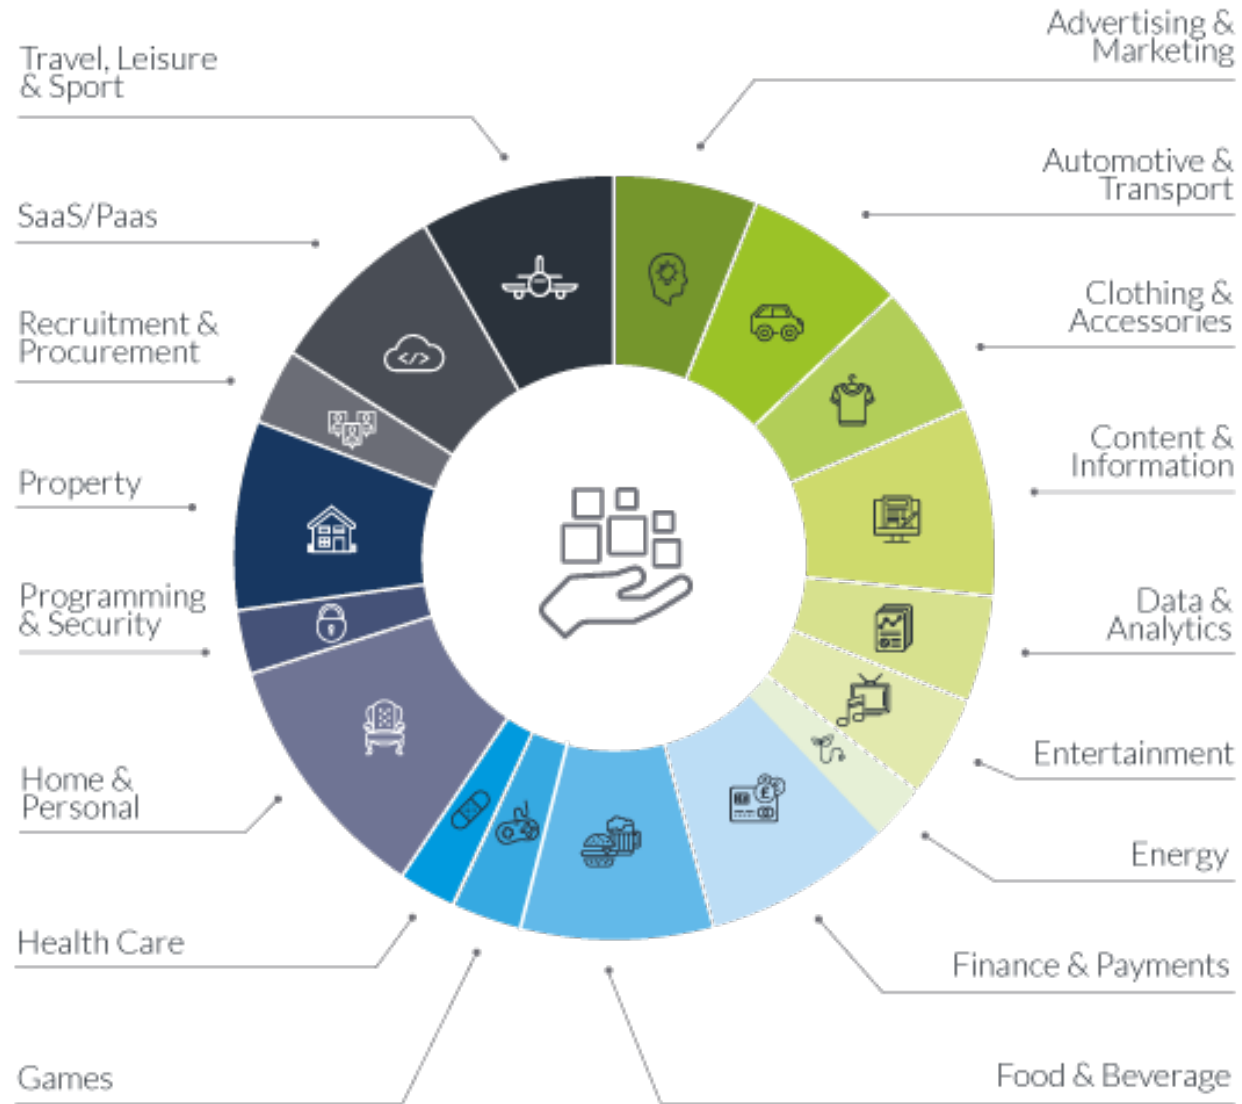 Advertising &
Marketing
Travel, Leisure
& Sport
Automotive &
Transport
SaaS/Paas
Clothing &
Accessories
Recruitment &
Procurement
Content &
Information
Property
Programming
& Security
Data &
Analytics
Entertainment
Home &
Personal
Energy
Health Care
Finance & Payments
Games
Food & Beverage